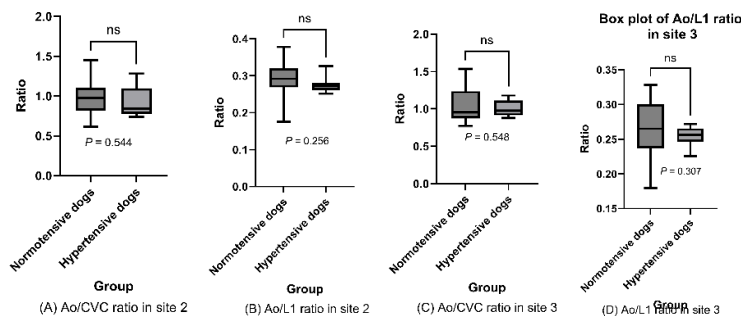 2.0
1.5
1.0
0.5
0.0
Ratio
ns
P = 0.544
Normotensive dogs
Hypertensive dogs
Group
(A) Ao/CVC ratio in site 2
0.4
0.3
0.2
0.1
0.0
Ratio
ns
P = 0.256
Normotensive dogs
Hypertensive dogs
Group
(B) Ao/L1 ratio in site 2
2.0
1.5
1.0
0.5
0.0
Ratio
ns
P = 0.548
Normotensive dogs
Hypertensive dogs
Group
(C) Ao/CVC ratio in site 3
Box plot of Ao/L1 ratio
in site 3
0.35
0.30
0.25
0.20
0.15
Ratio
ns
P = 0.307
Normotensive dogs
Hypertensive dogs
Group
(D) Ao/L1 ratio in site 3